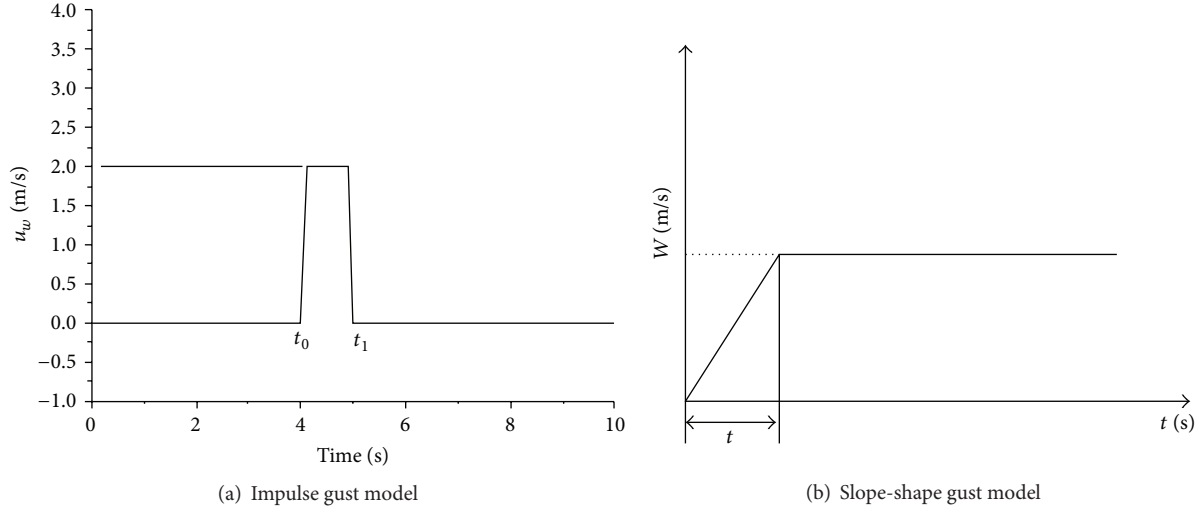 4.0
3.5
3.0
2.5
2.0
1.5
1.0
0.5
0.0
−0.5
−1.0
u_w (m/s)
t_0
t_1
0 2 4 6 8 10
Time (s)
(a) Impulse gust model
W (m/s)
t
t (s)
(b) Slope-shape gust model